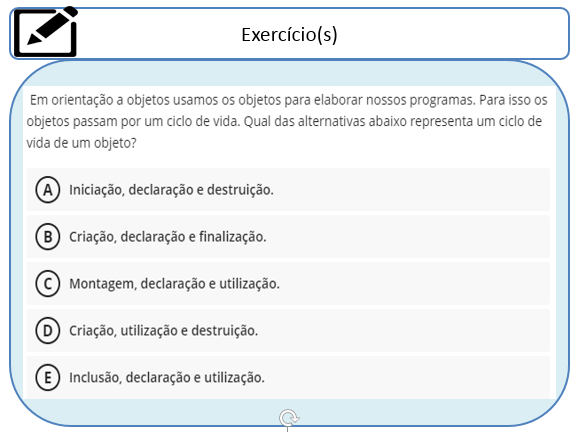 Exercício(s)
Em orientação a objetos usamos os objetos para elaborar nossos programas. Para isso os
objetos passam por um ciclo de vida. Qual das alternativas abaixo representa um ciclo de
vida de um objeto?
A Iniciação, declaração e destruição.
B Criação, declaração e finalização.
C Montagem, declaração e utilização.
D Criação, utilização e destruição.
E Inclusão, declaração e utilização.